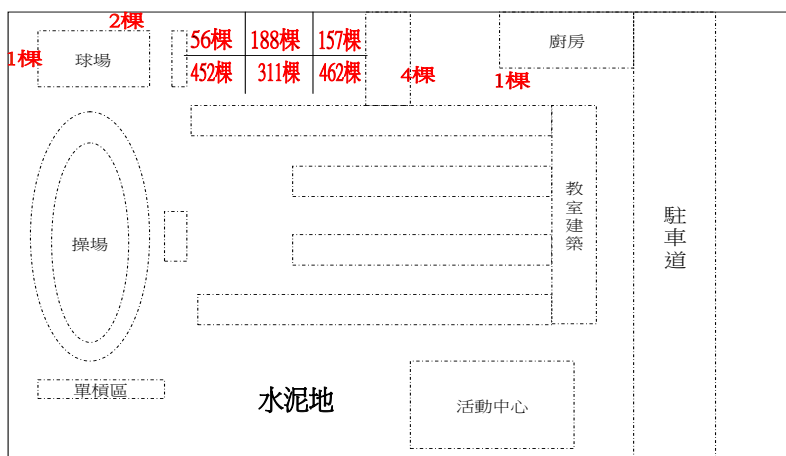 2棵
1棵
球場
56棵 188棵 157棵
452棵 311棵 462棵
4棵
廚房
1棵
操場
教室建築
駐車道
單槓區
水泥地
活動中心